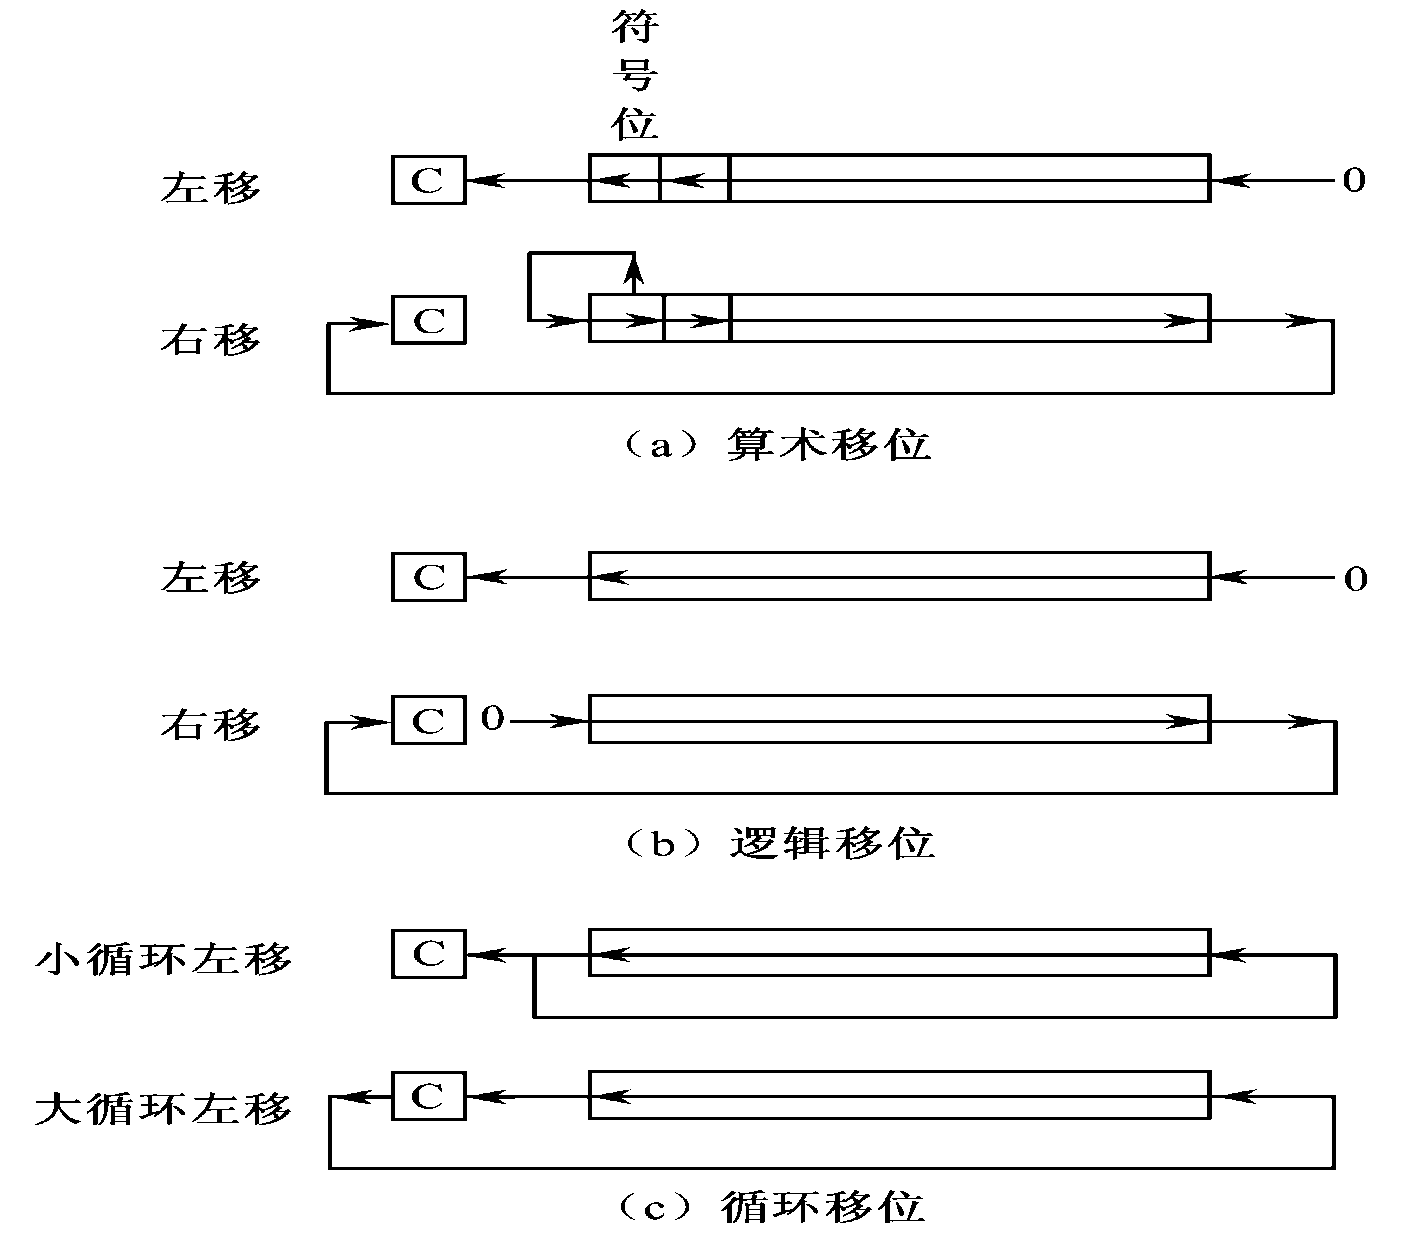 符号位
左移 C 0
右移 C
（a）算术移位
左移 C 0
右移 C 0
（b）逻辑移位
小循环左移 C
大循环左移 C
（c）循环移位